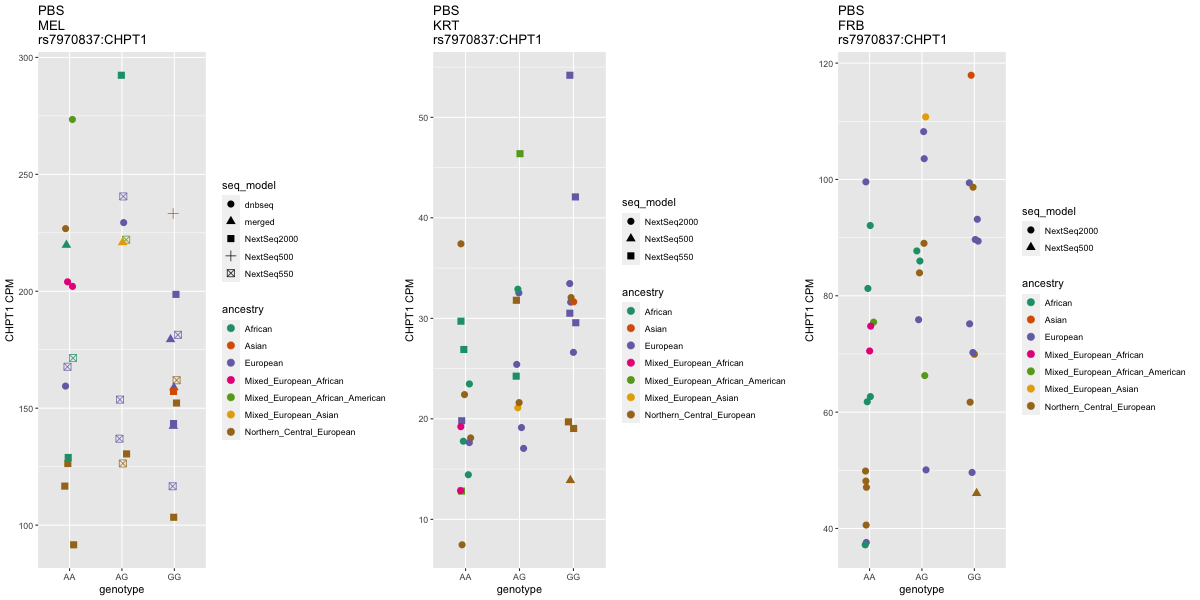 PBS
MEL
rs7970837:CHPT1
300
250
200
150
100
CHPT1 CPM
AA
AG
GG
genotype
seq_model
dnbseq
merged
NextSeq2000
NextSeq500
NextSeq550
ancestry
African
Asian
European
Mixed_European_African
Mixed_European_African_American
Mixed_European_Asian
Northern_Central_European
PBS
KRT
rs7970837:CHPT1
50
40
30
20
10
CHPT1 CPM
AA
AG
GG
genotype
seq_model
NextSeq2000
NextSeq500
NextSeq550
ancestry
African
Asian
European
Mixed_European_African
Mixed_European_African_American
Mixed_European_Asian
Northern_Central_European
PBS
FRB
rs7970837:CHPT1
120
100
80
60
40
CHPT1 CPM
AA
AG
GG
genotype
seq_model
NextSeq2000
NextSeq500
ancestry
African
Asian
European
Mixed_European_African
Mixed_European_African_American
Mixed_European_Asian
Northern_Central_European